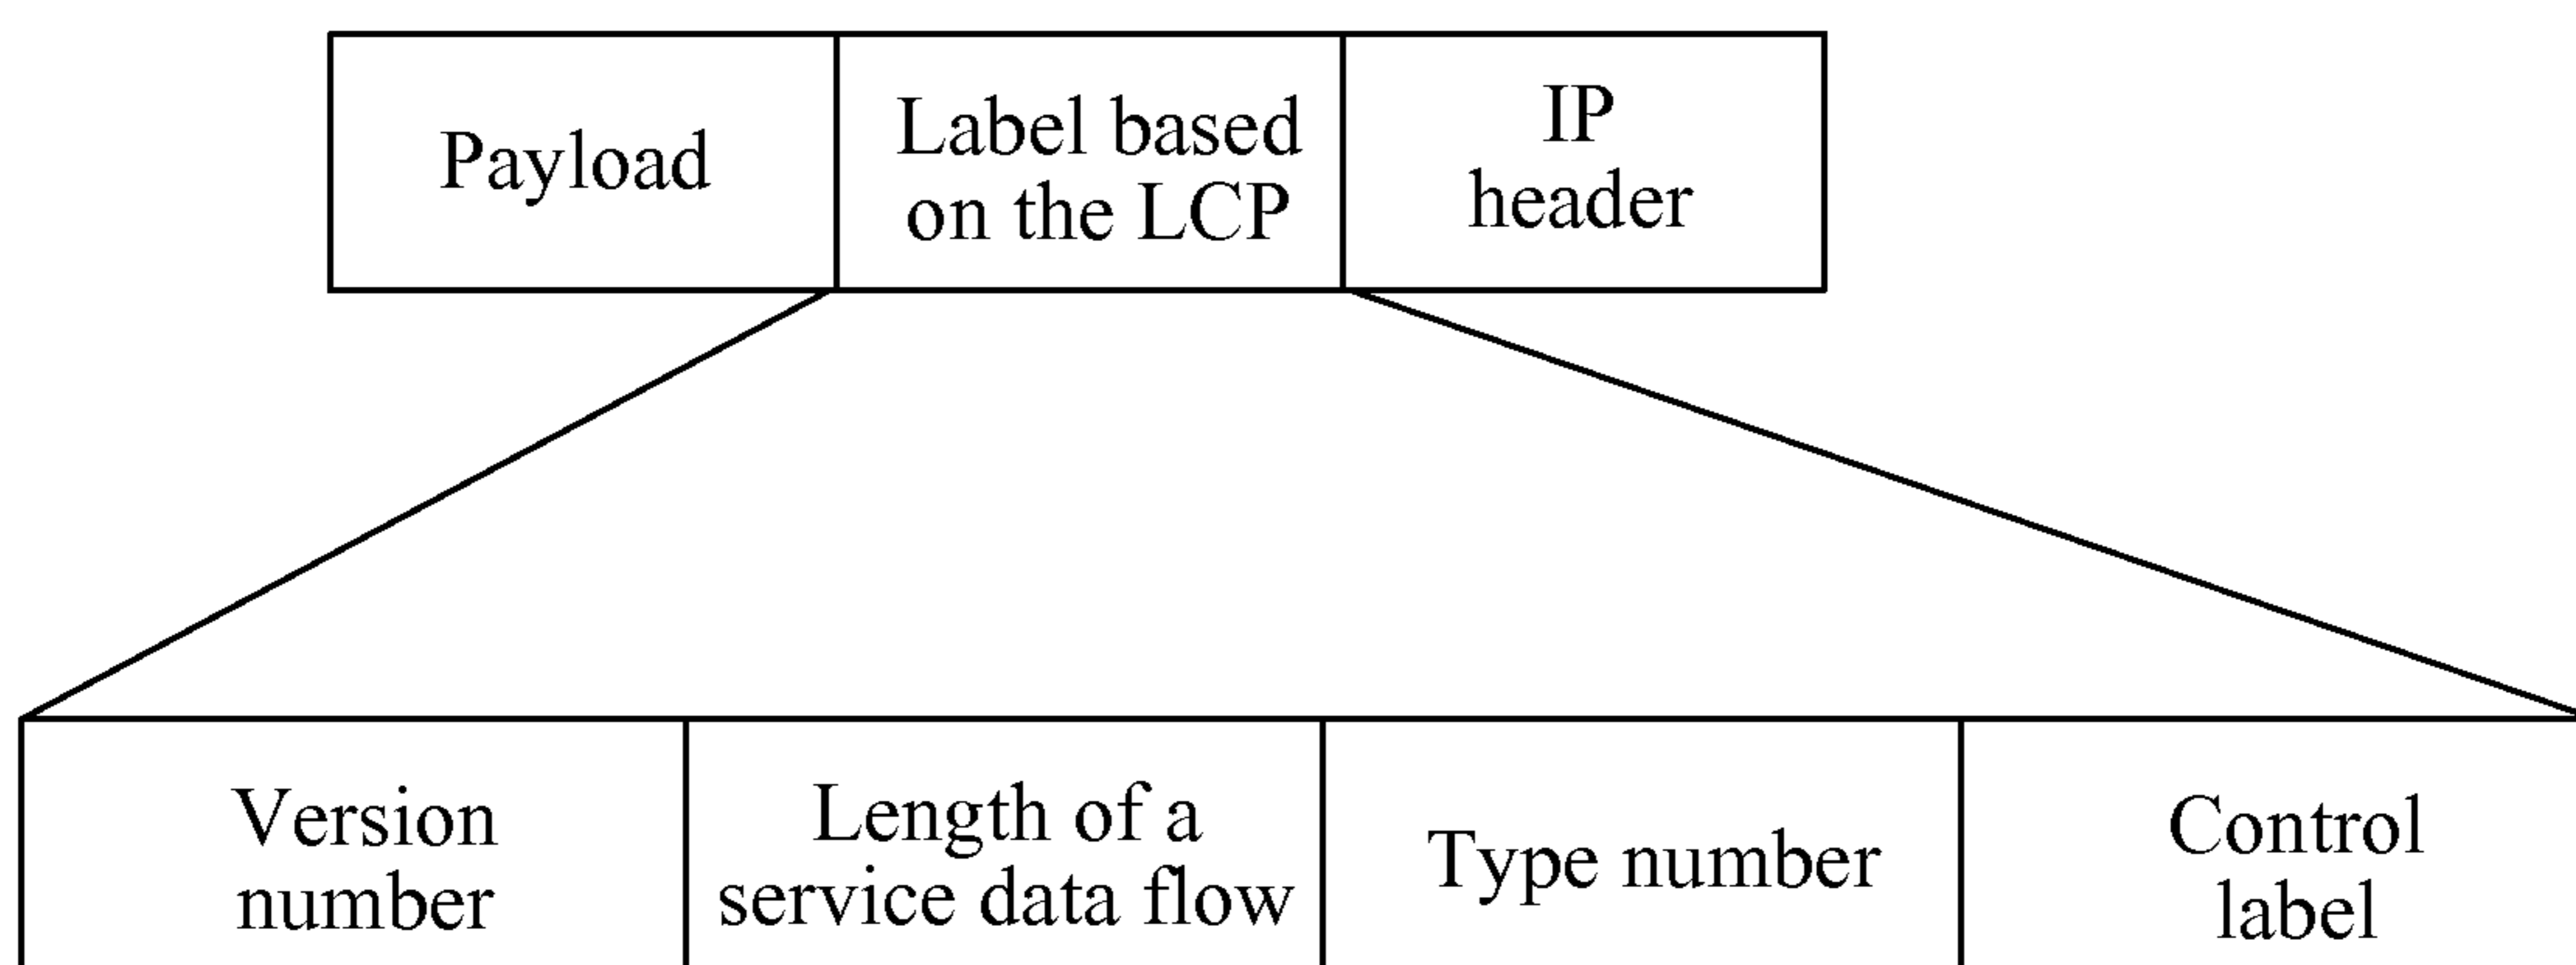 Payload
Label based
on the LCP
IP
header
Version
number
Length of a
service data flow
Type number
Control
label